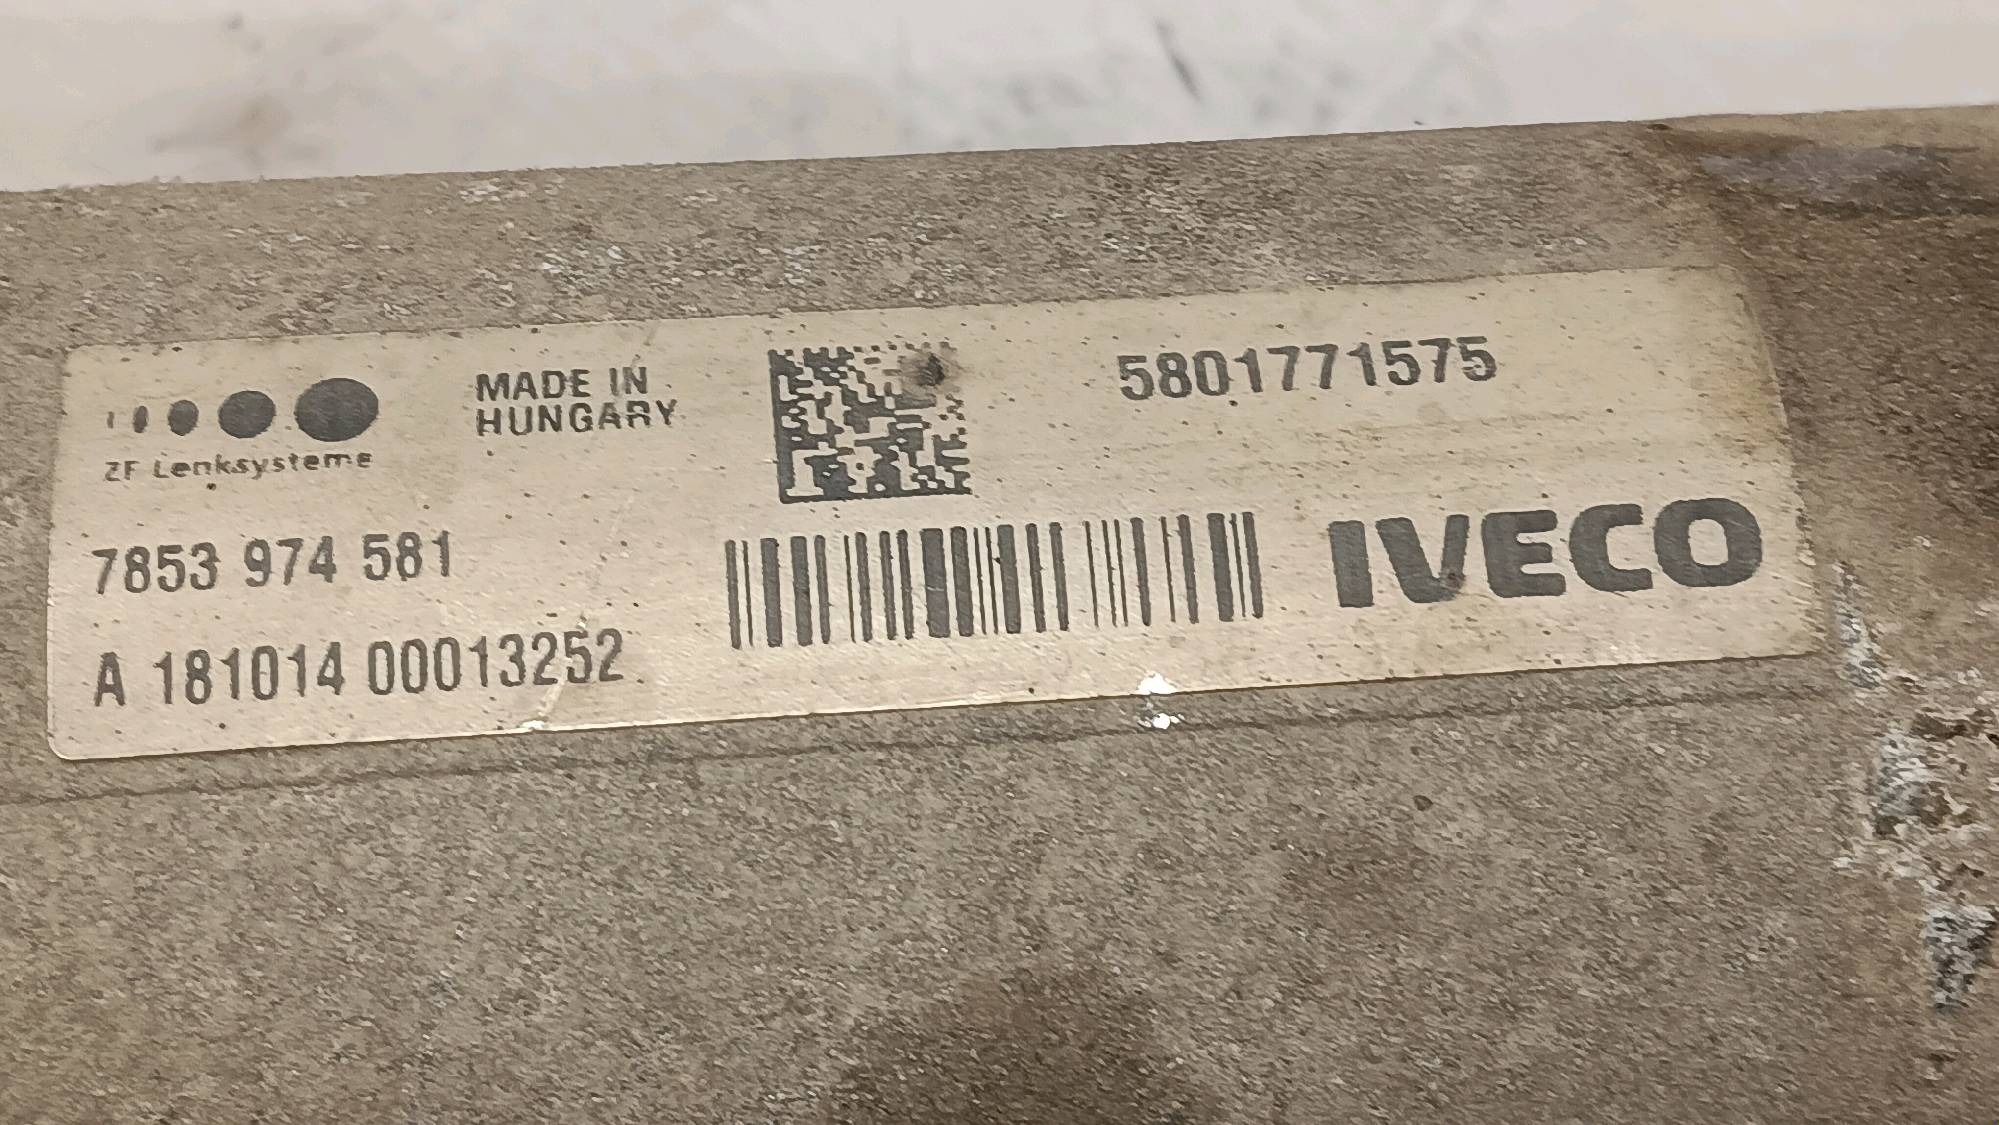 ZF Lenksysteme
MADE IN
HUNGARY
5801771575
7853 974 581
A 181014 00013252
IVECO